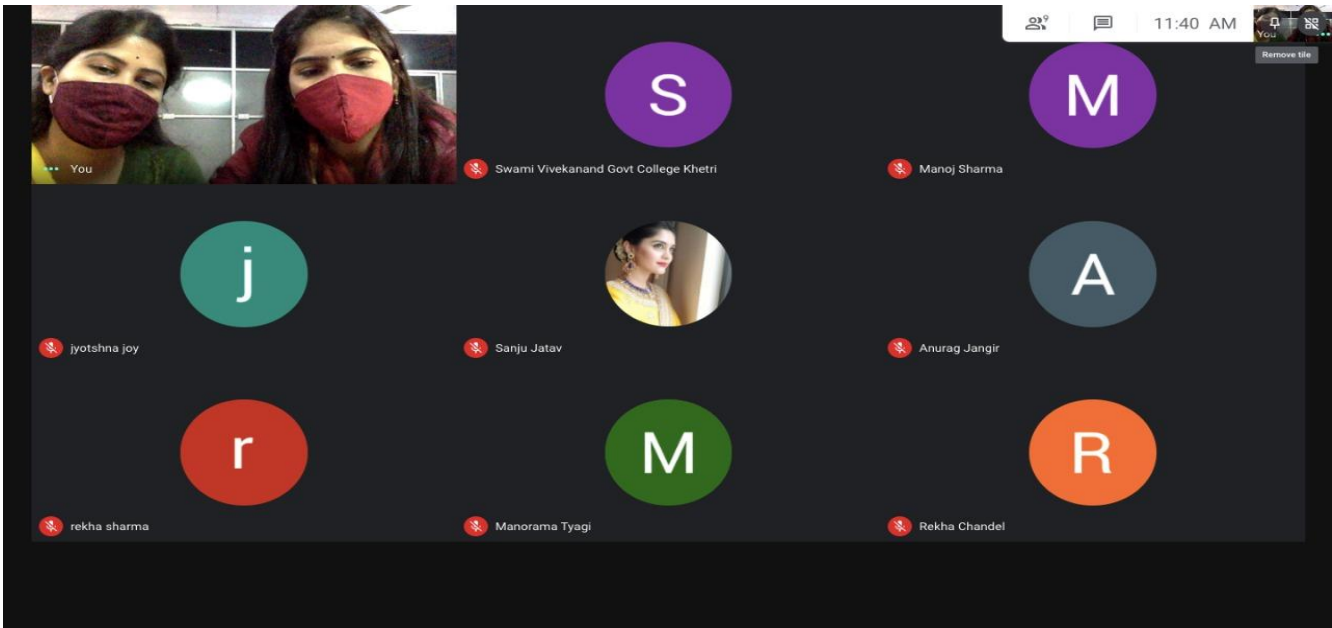 9
11:40 AM
You
Remove tile
You
S
Swami Vivekanand Govt College Khetri
M
Manoj Sharma
j
jyotshna joy
Sanju Jatav
A
Anurag Jangir
r
rekha sharma
M
Manorama Tyagi
R
Rekha Chandel